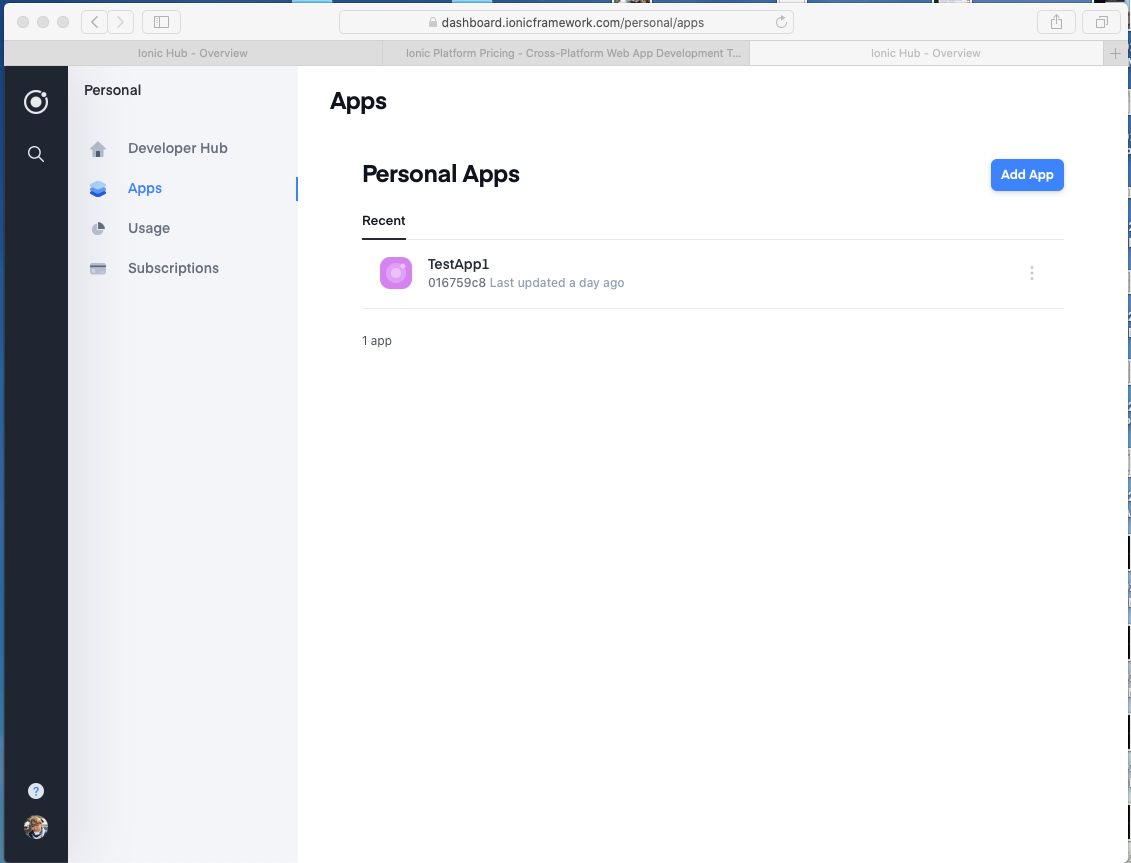 dashboard.ionicframework.com/personal/apps
Ionic Hub - Overview
Ionic Platform Pricing - Cross-Platform Web App Development T...
Ionic Hub - Overview
Personal
Developer Hub
Apps
Usage
Subscriptions
?
Apps
Personal Apps
Add App
Recent
TestApp1
016759c8 Last updated a day ago
1 app